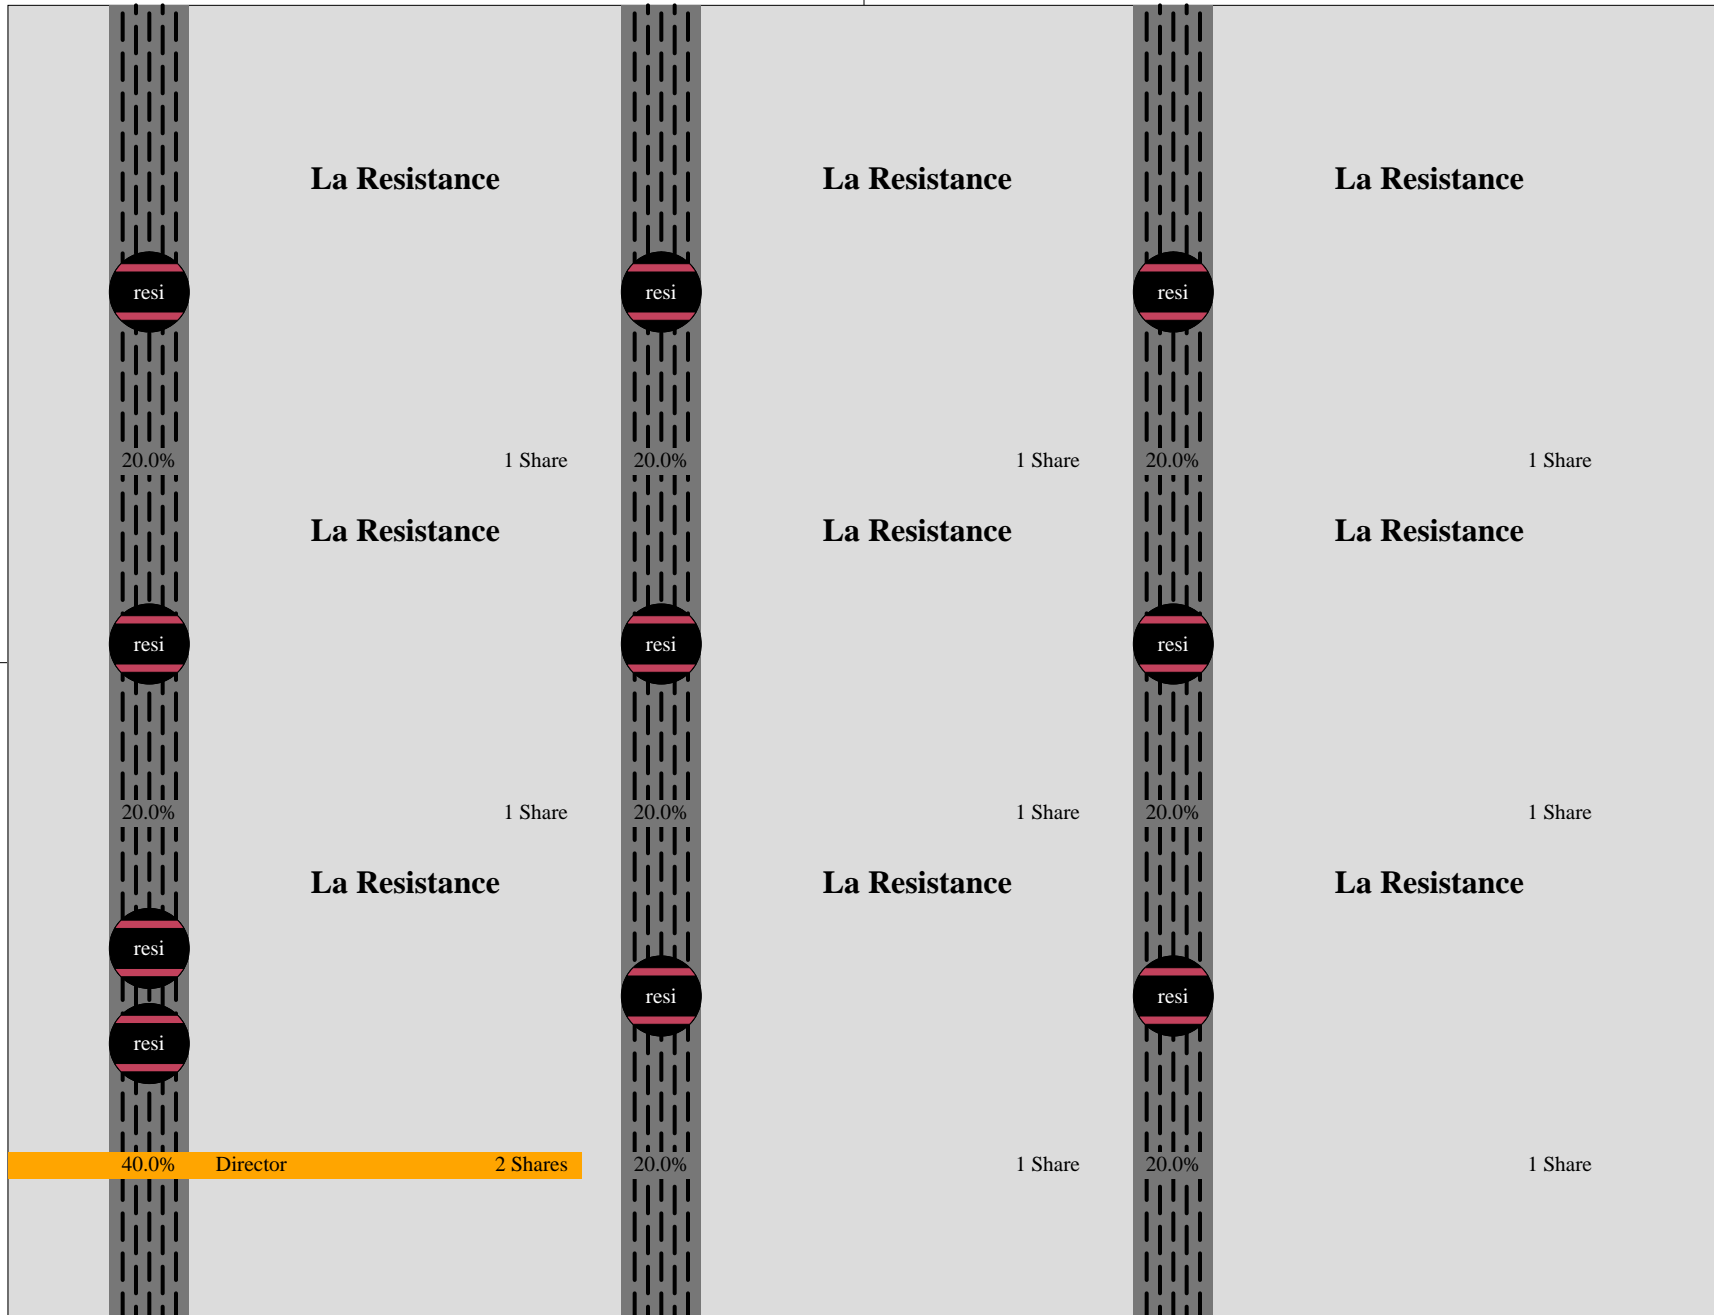 La Resistance La Resistance La Resistance
resi resi resi
20.0% 1 Share 20.0% 1 Share 20.0% 1 Share
La Resistance La Resistance La Resistance
resi resi resi
20.0% 1 Share 20.0% 1 Share 20.0% 1 Share
La Resistance La Resistance La Resistance
resi
resi resi
resi
40.0% Director 2 Shares 20.0% 1 Share 20.0% 1 Share